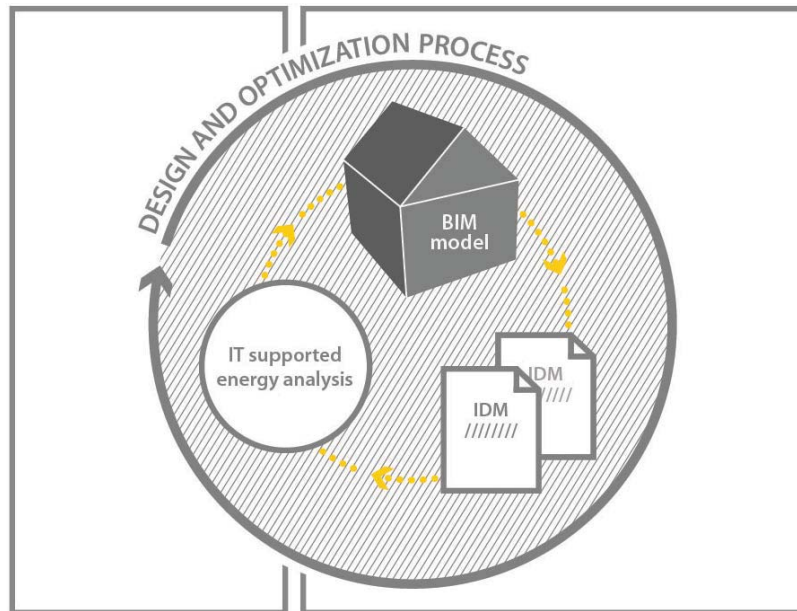 DESIGN AND OPTIMIZATION PROCESS
BIM
model
IT supported
energy analysis
IDM
////////
IDM
/////